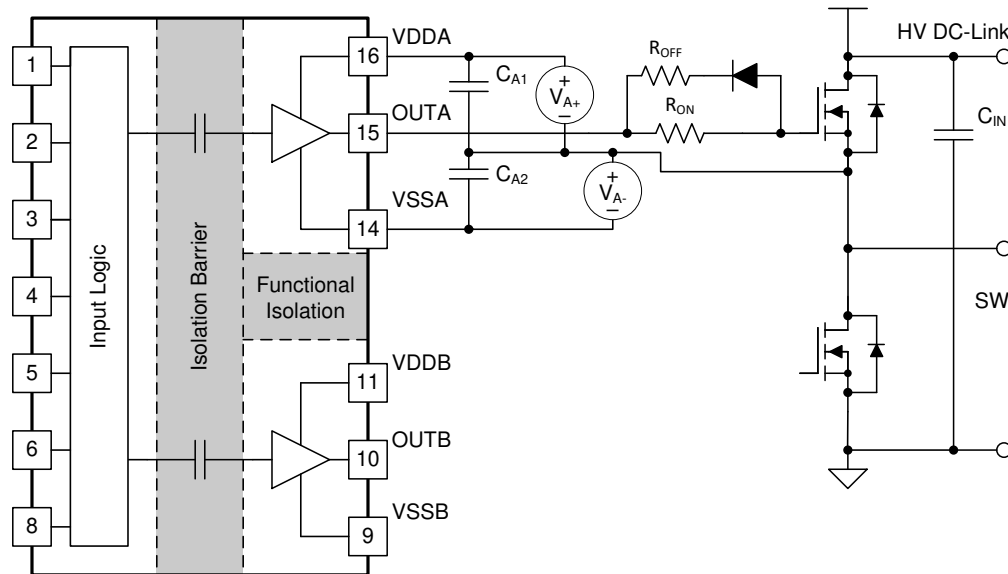 1
2
3
4
5
6
8
Input Logic
Isolation Barrier
Functional
Isolation
16
VDDA
15
OUTA
14
VSSA
11
VDDB
10
OUTB
9
VSSB
CA1
CA2
+
VA+
–
+
VA-
–
ROFF
RON
HV DC-Link
CIN
SW